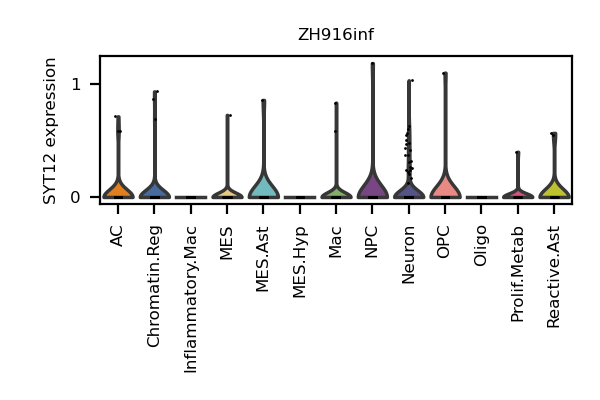 ZH916inf
SYT12 expression
1
0
AC
Chromatin.Reg
Inflammatory.Mac
MES
MES.Ast
MES.Hyp
Mac
NPC
Neuron
OPC
Oligo
Prolif.Metab
Reactive.Ast